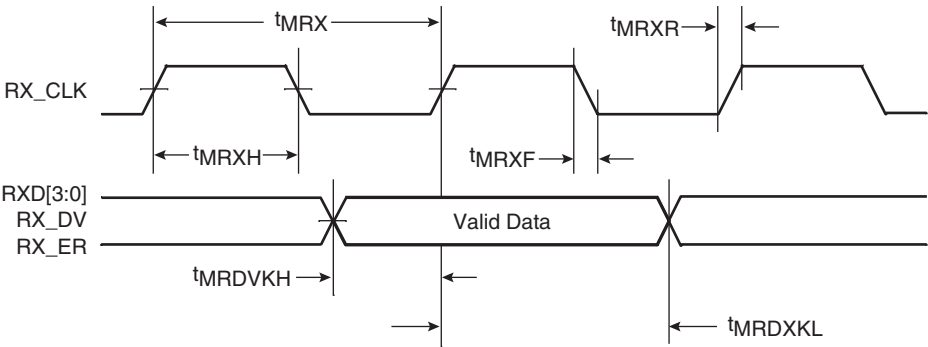 tMRX
tMRXR
RX_CLK
tMRXH
tMRXF
RXD[3:0]
RX_DV
RX_ER
Valid Data
tMRDVKH
tMRDXKL